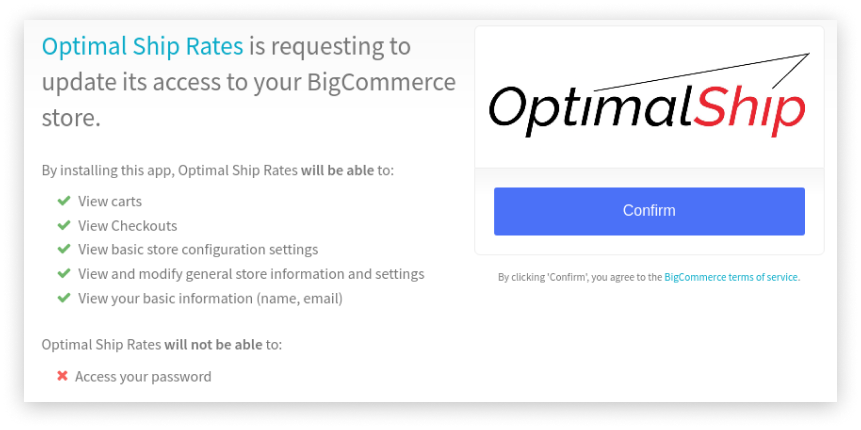 Optimal Ship Rates is requesting to
update its access to your BigCommerce
store.
By installing this app, Optimal Ship Rates will be able to:
View carts
View Checkouts
View basic store configuration settings
View and modify general store information and settings
View your basic information (name, email)
Optimal Ship Rates will not be able to:
Access your password
OptimalShip
Confirm
By clicking 'Confirm', you agree to the BigCommerce terms of service.